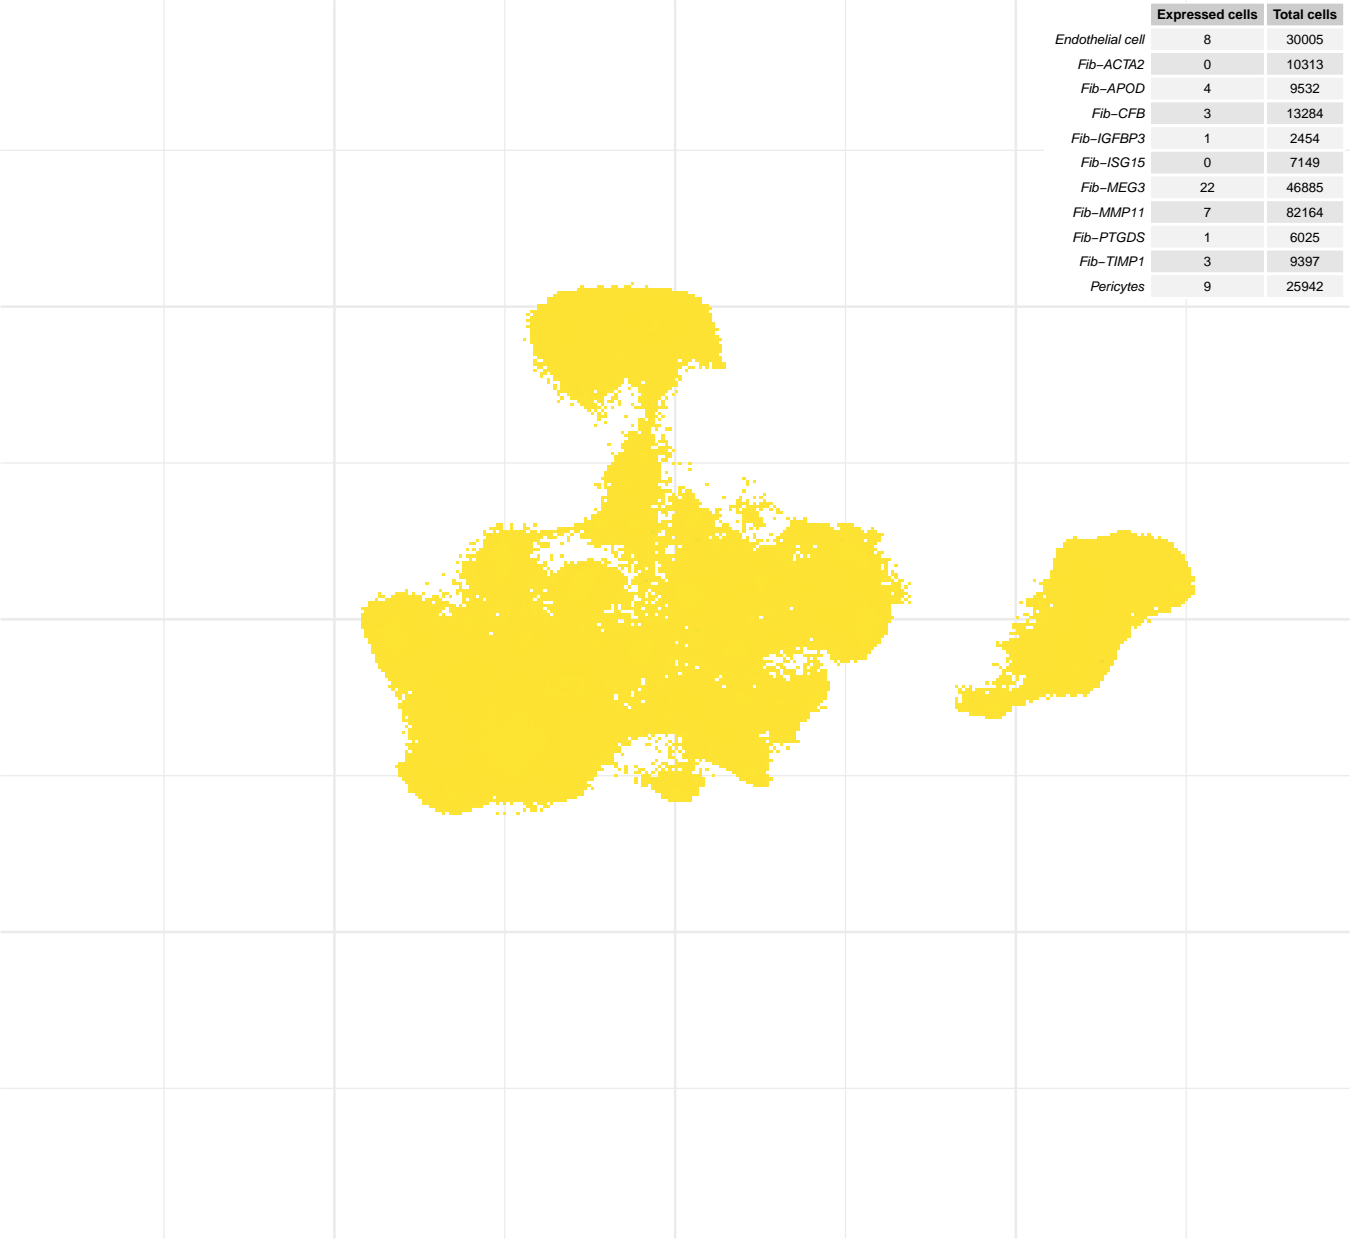 Expressed cells Total cells
Endothelial cell 8 30005
Fib−ACTA2 0 10313
Fib−APOD 4 9532
Fib−CFB 3 13284
Fib−IGFBP3 1 2454
Fib−ISG15 0 7149
Fib−MEG3 22 46885
Fib−MMP11 7 82164
Fib−PTGDS 1 6025
Fib−TIMP1 3 9397
Pericytes 9 25942